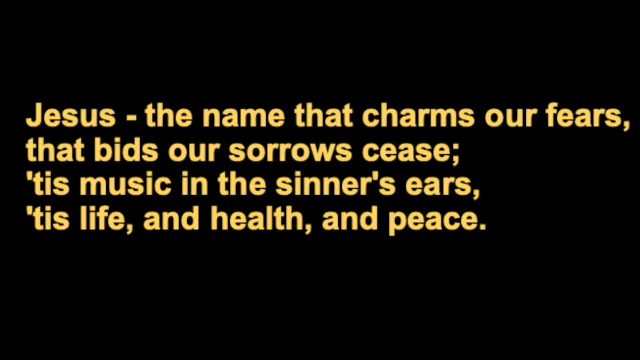 Jesus - the name that charms our fears,
that bids our sorrows cease;
'tis music in the sinner's ears,
'tis life, and health, and peace.